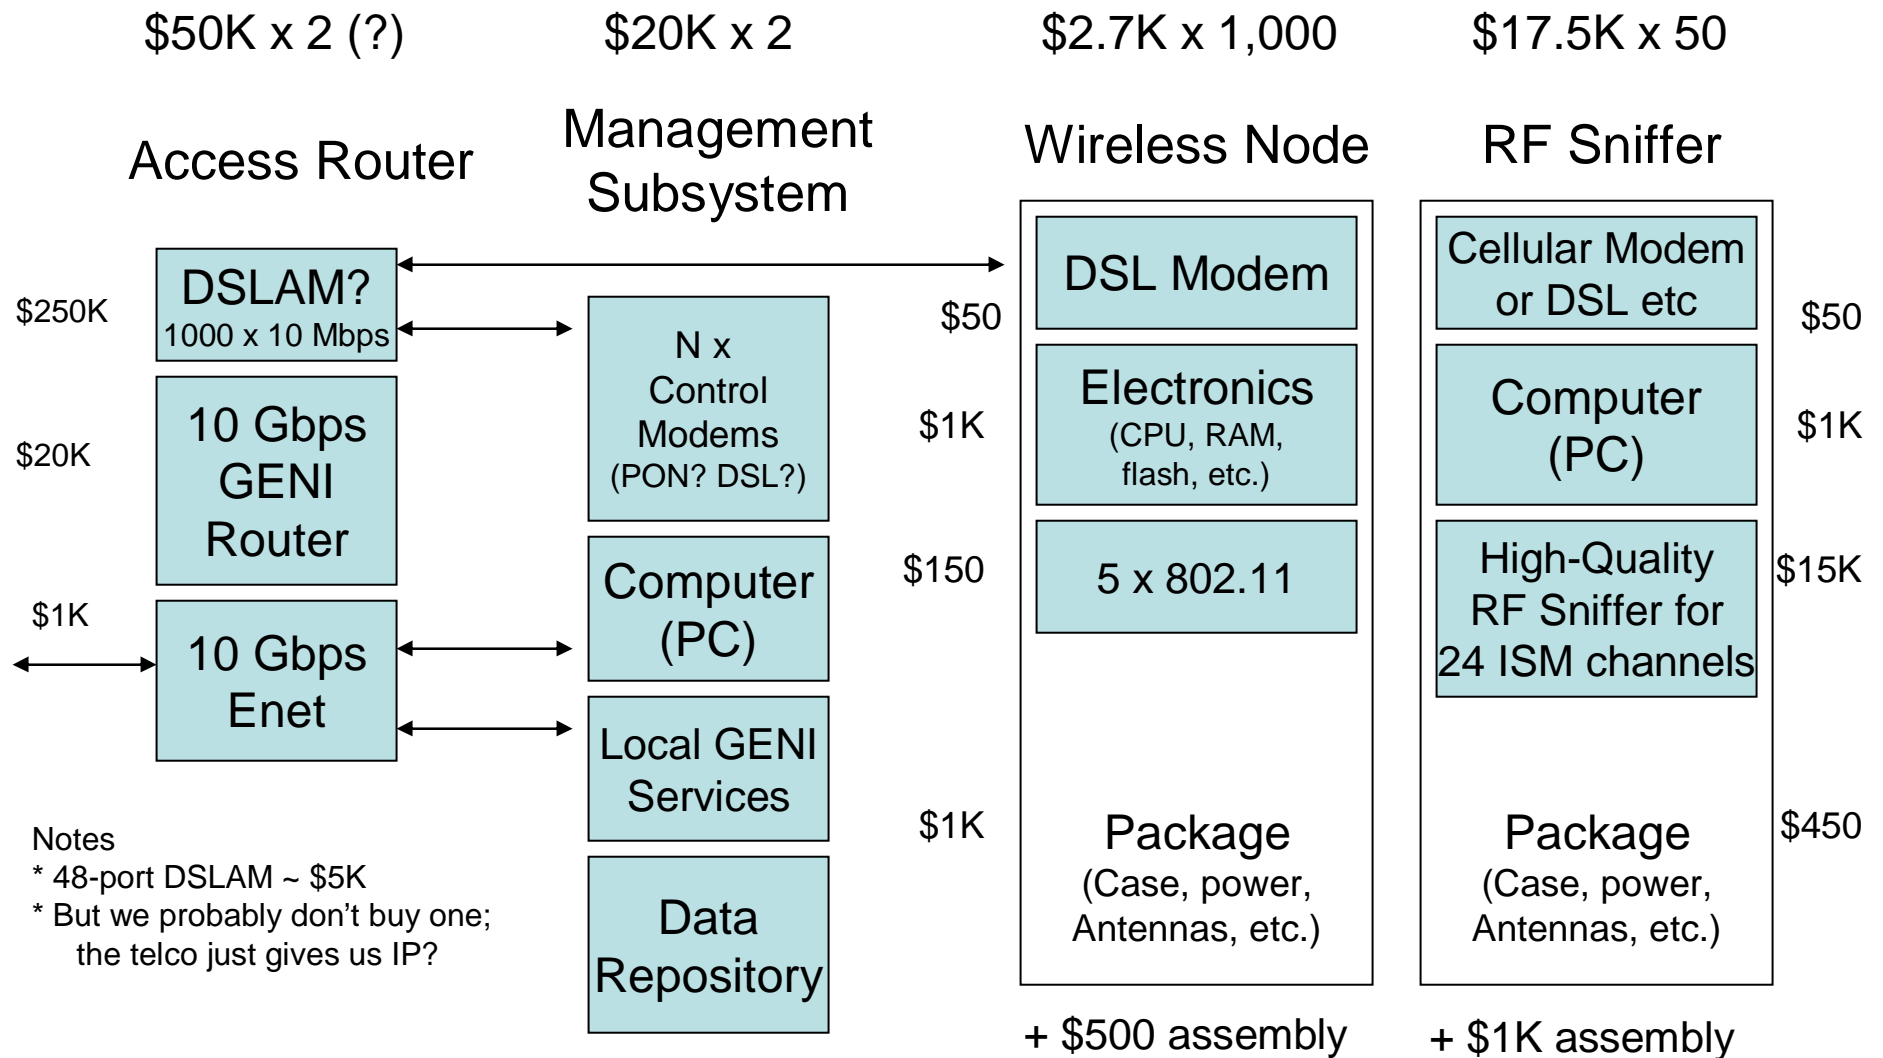 $50K x 2 (?)
$20K x 2
$2.7K x 1,000
$17.5K x 50
Access Router
Management
Subsystem
Wireless Node
RF Sniffer
$250K
DSLAM?
1000 x 10 Mbps
$20K
10 Gbps
GENI
Router
$1K
10 Gbps
Enet
Notes
* 48-port DSLAM ~ $5K
* But we probably don't buy one;
the telco just gives us IP?
N x
Control
Modems
(PON? DSL?)
Computer
(PC)
Local GENI
Services
Data
Repository
$50
DSL Modem
$1K
Electronics
(CPU, RAM,
flash, etc.)
$150
5 x 802.11
$1K
Package
(Case, power,
Antennas, etc.)
+ $500 assembly
Cellular Modem
or DSL etc
$50
Computer
(PC)
$1K
High-Quality
RF Sniffer for
24 ISM channels
$15K
Package
(Case, power,
Antennas, etc.)
$450
+ $1K assembly